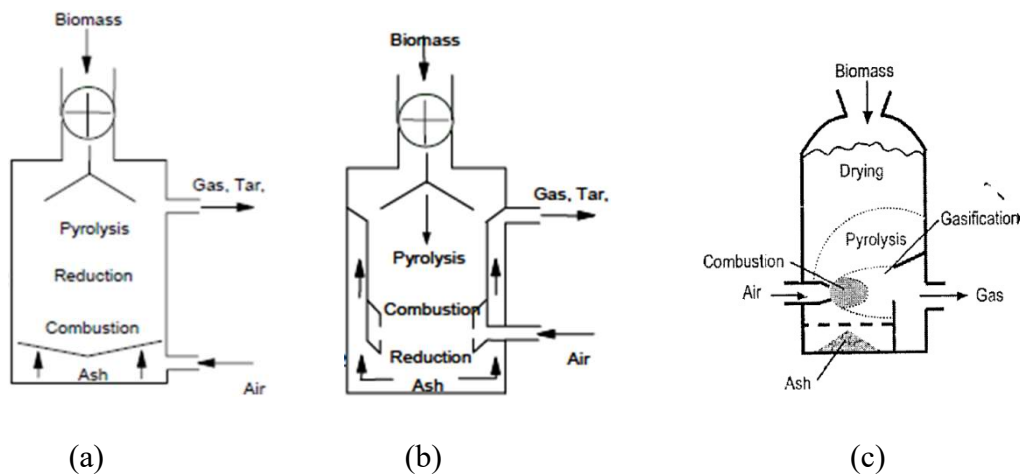 Biomass
Gas, Tar,
Pyrolysis
Reduction
Combustion
Ash
Air
(a)
Biomass
Gas, Tar,
Pyrolysis
Combustion
Reduction
Ash
Air
(b)
Biomass
Drying
Gasification
Pyrolysis
Combustion
Air
Gas
Ash
(c)